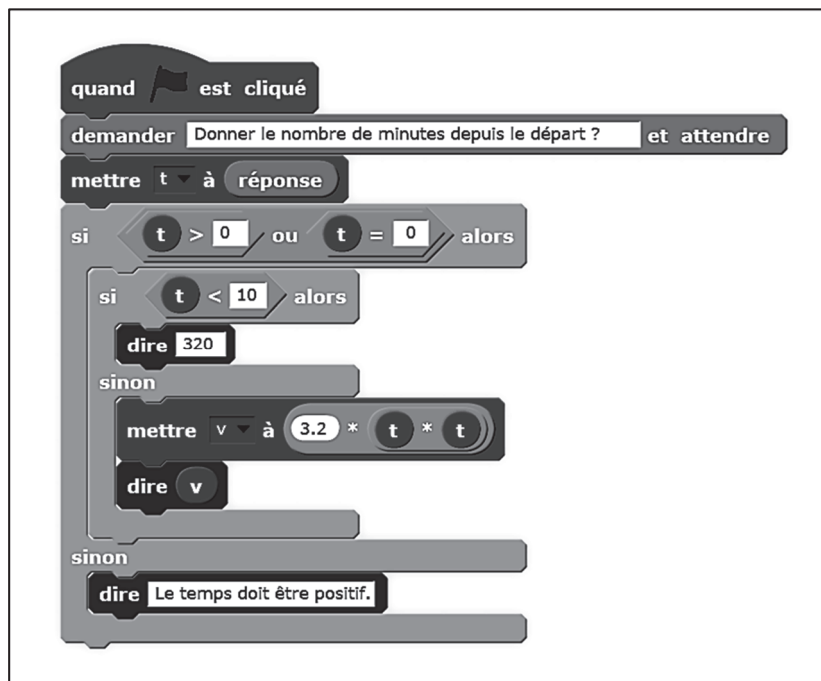 quand est cliqué
demander Donner le nombre de minutes depuis le départ ? et attendre
mettre t à réponse
si t > 0 ou t = 0 alors
si t < 10 alors
dire 320
sinon
mettre v à 3.2 * t * t
dire v
sinon
dire Le temps doit être positif.